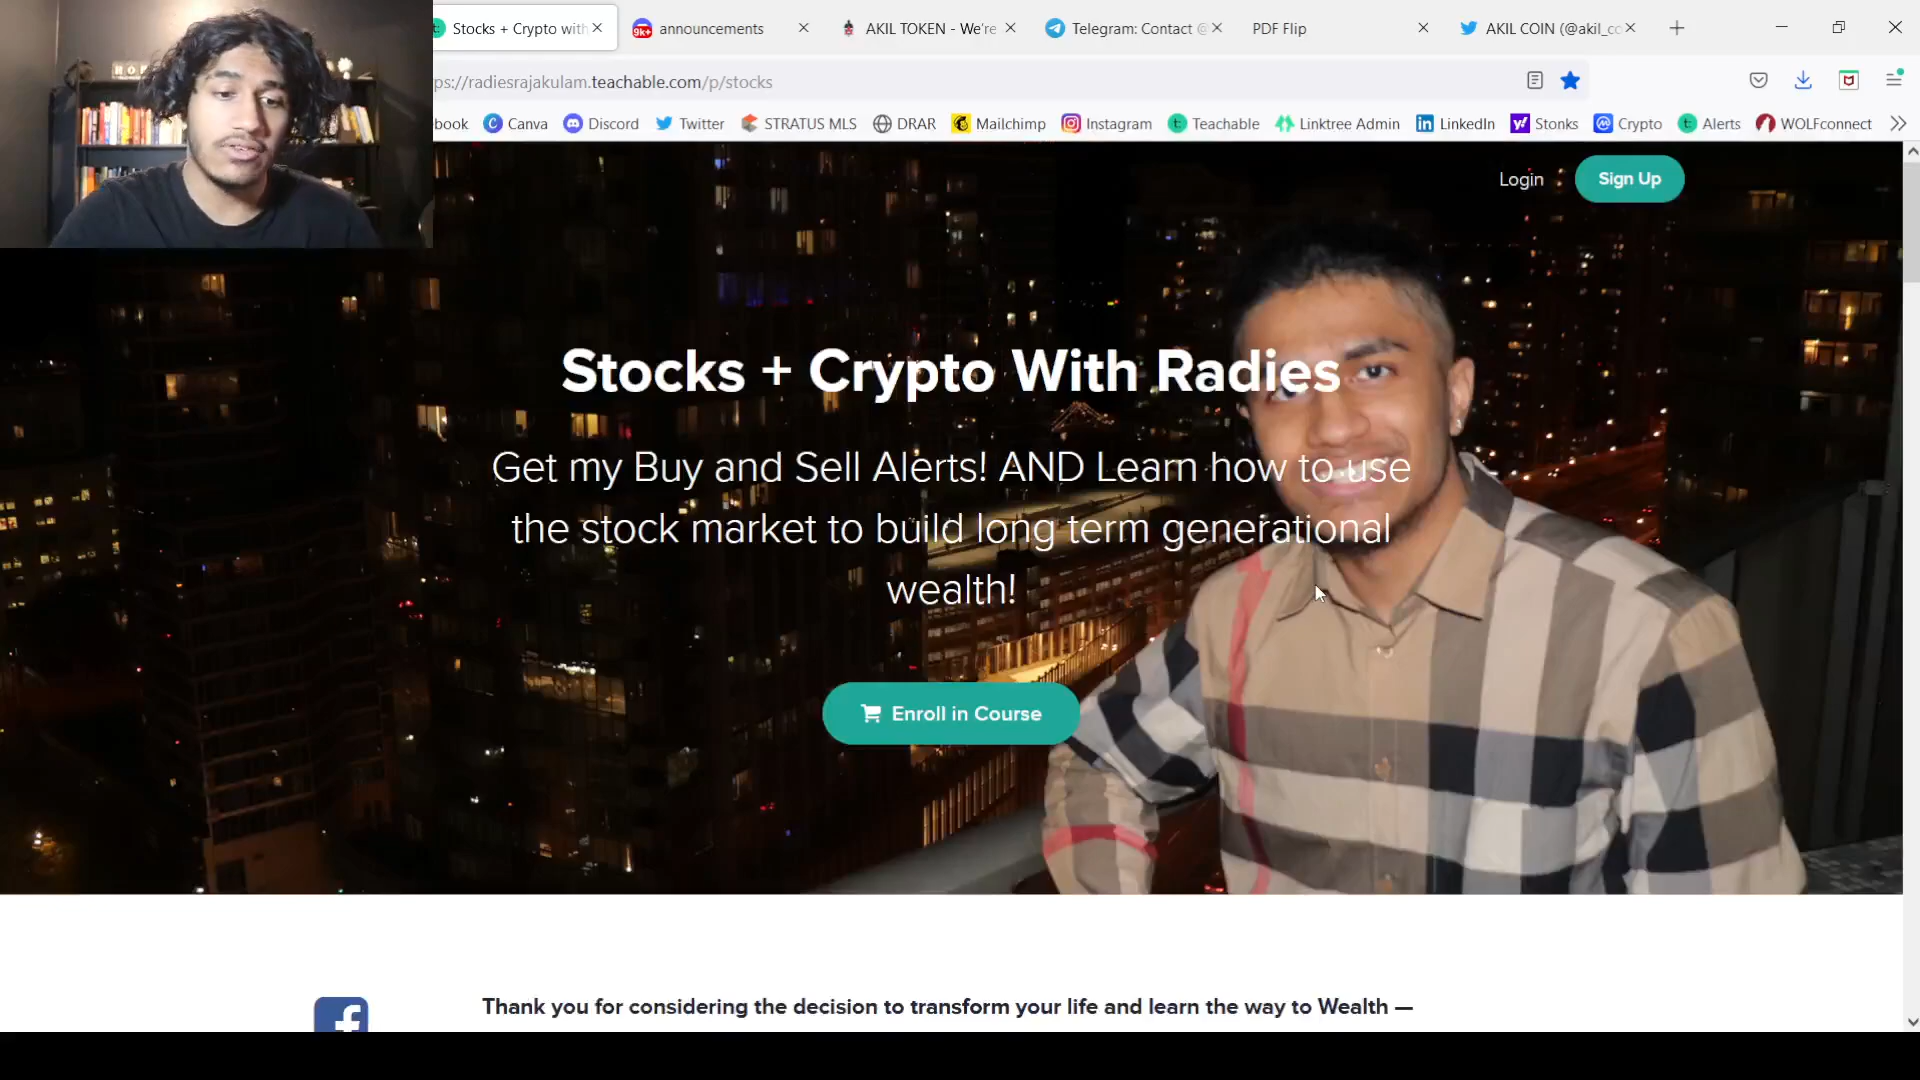 Stocks + Crypto with
9k+
announcements
AKIL TOKEN - We're
Telegram: Contact @
PDF Flip
AKIL COIN (@akil_co
ps://radiesrajakulam.teachable.com/p/stocks
book
Canva
Discord
Twitter
STRATUS MLS
DRAR
Mailchimp
Instagram
Teachable
Linktree Admin
LinkedIn
Stonks
Crypto
Alerts
WOLFconnect
Login
Sign Up
Stocks + Crypto With Radies
Get my Buy and Sell Alerts! AND Learn how to use
the stock market to build long term generational
wealth!
Enroll in Course
Thank you for considering the decision to transform your life and learn the way to Wealth —